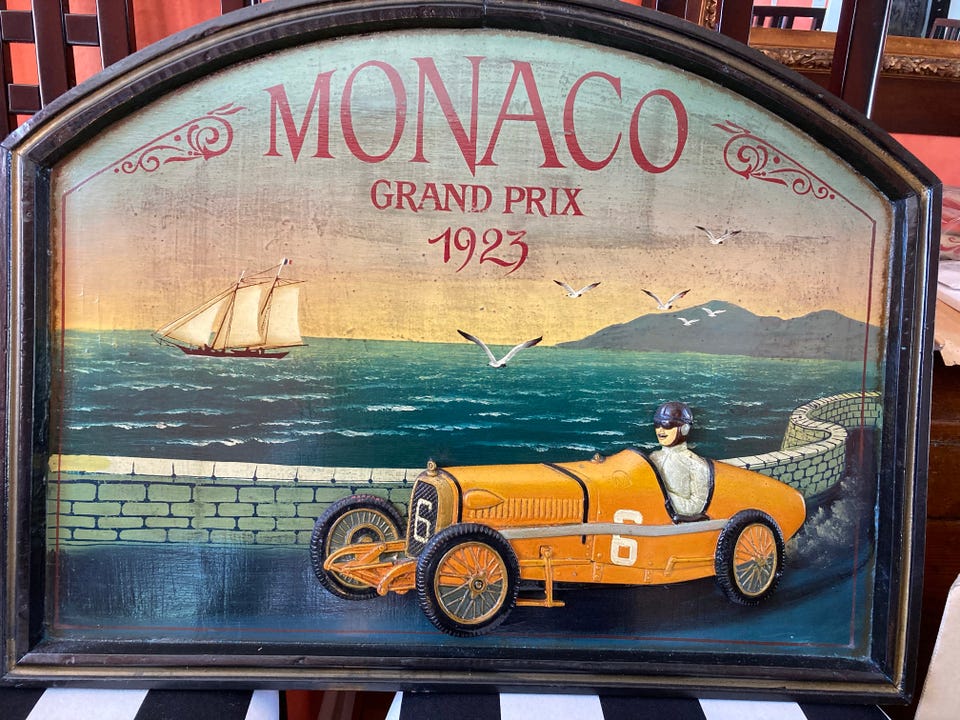 MONACO
GRAND PRIX
1923
6
6